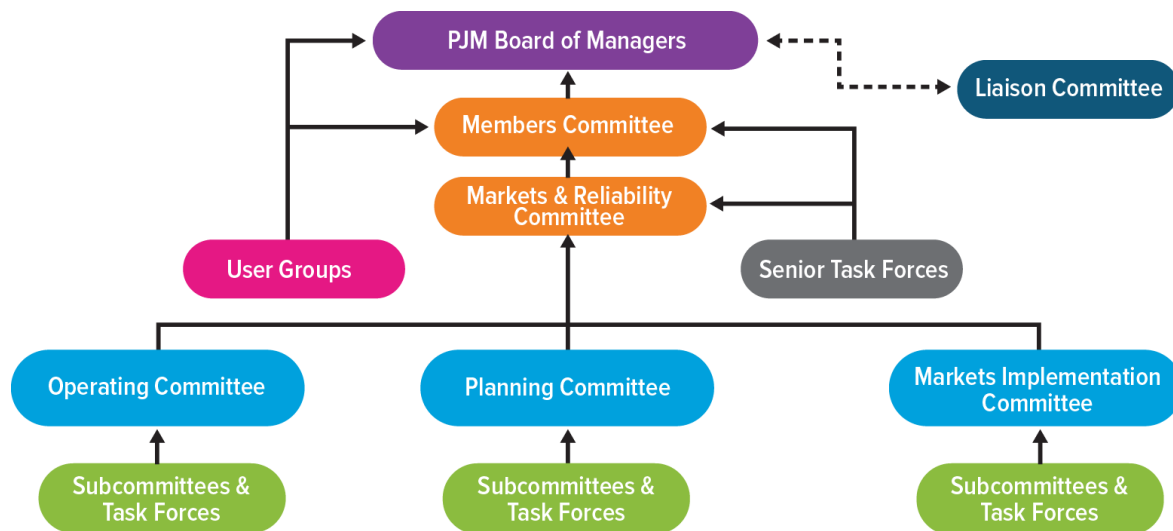 PJM Board of Managers
Liaison Committee
Members Committee
Markets & Reliability
Committee
User Groups
Senior Task Forces
Operating Committee
Planning Committee
Markets Implementation
Committee
Subcommittees &
Task Forces
Subcommittees &
Task Forces
Subcommittees &
Task Forces